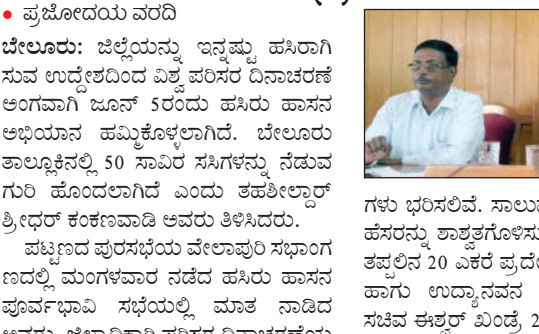 • ಪ್ರಜೋದಯ ವರದಿ
ಬೇಲೂರು: ಜಿಲ್ಲೆಯನ್ನು ಇನ್ನಷ್ಟು ಹಸಿರಾಗಿ
ಸುವ ಉದ್ದೇಶದಿಂದ ವಿಶ್ವ ಪರಿಸರ ದಿನಾಚರಣೆ
ಅಂಗವಾಗಿ ಜೂನ್ 5ರಂದು ಹಸಿರು ಹಾಸನ
ಅಭಿಯಾನ ಹಮ್ಮಿಕೊಳ್ಳಲಾಗಿದೆ. ಬೇಲೂರು
ತಾಲ್ಲೂಕಿನಲ್ಲಿ 50 ಸಾವಿರ ಸಸಿಗಳನ್ನು ನೆಡುವ
ಗುರಿ ಹೊಂದಲಾಗಿದೆ ಎಂದು ತಹಶೀಲ್ದಾರ್
ಶ್ರೀಧರ್ ಕಂಕಣವಾಡಿ ಅವರು ತಿಳಿಸಿದರು.
ಪಟ್ಟಣದ ಪುರಸಭೆಯ ವೇಲಾಪುರಿ ಸಭಾಂಗ
ಣದಲ್ಲಿ ಮಂಗಳವಾರ ನಡೆದ ಹಸಿರು ಹಾಸನ
ಪೂರ್ವಭಾವಿ ಸಭೆಯಲ್ಲಿ ಮಾತ ನಾಡಿದ
ಗಳು ಭರಿಸಲಿವೆ. ಸಾಲು
ಹೆಸರನ್ನು ಶಾಶ್ವತಗೊಳಿಸು
ತಪ್ಪಲಿನ 20 ಎಕರೆ ಪ್ರದೇ
ಹಾಗು ಉದ್ಯಾನವನ
ಸಚಿವ ಈಶ್ವರ್ ಖಂಡ್ರೆ 2